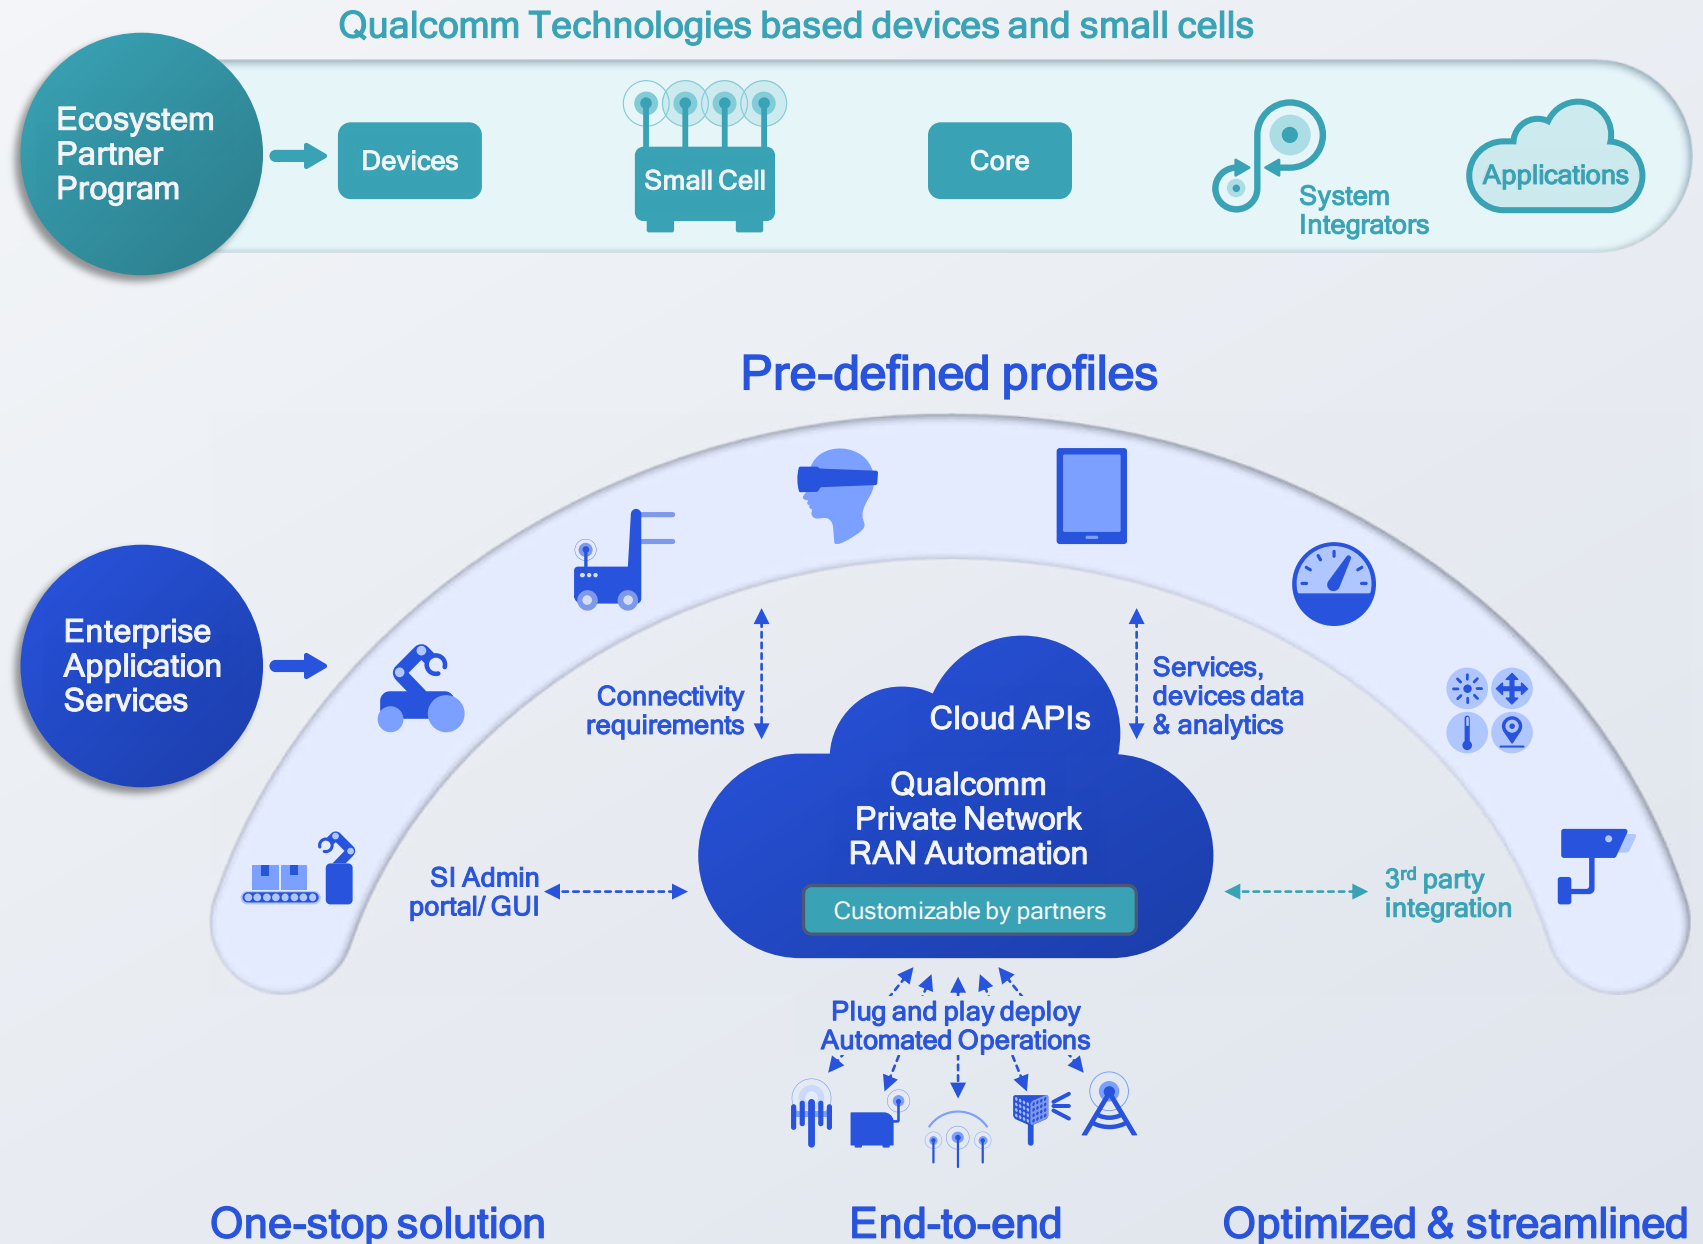 Qualcomm Technologies based devices and small cells
Ecosystem
Partner
Program
Devices
Small Cell
Core
System
Integrators
Applications
Pre-defined profiles
Enterprise
Application
Services
Connectivity
requirements
Services,
devices data
& analytics
Cloud APIs
Qualcomm
Private Network
RAN Automation
Customizable by partners
SI Admin
portal/ GUI
3rd party
integration
Plug and play deploy
Automated Operations
One-stop solution
End-to-end
Optimized & streamlined